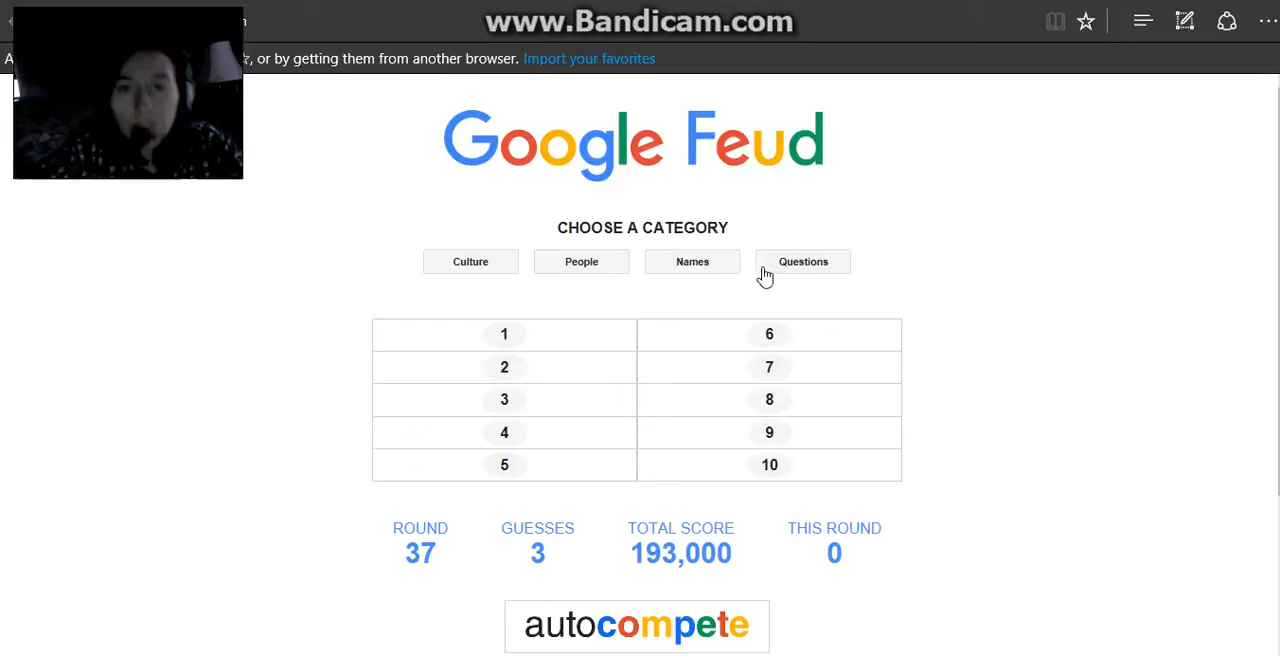 www.Bandicam.com
, or by getting them from another browser. Import your favorites
Google Feud
CHOOSE A CATEGORY
Culture People Names Questions
1 6
2 7
3 8
4 9
5 10
ROUND GUESSES TOTAL SCORE THIS ROUND
37 3 193,000 0
autocompete